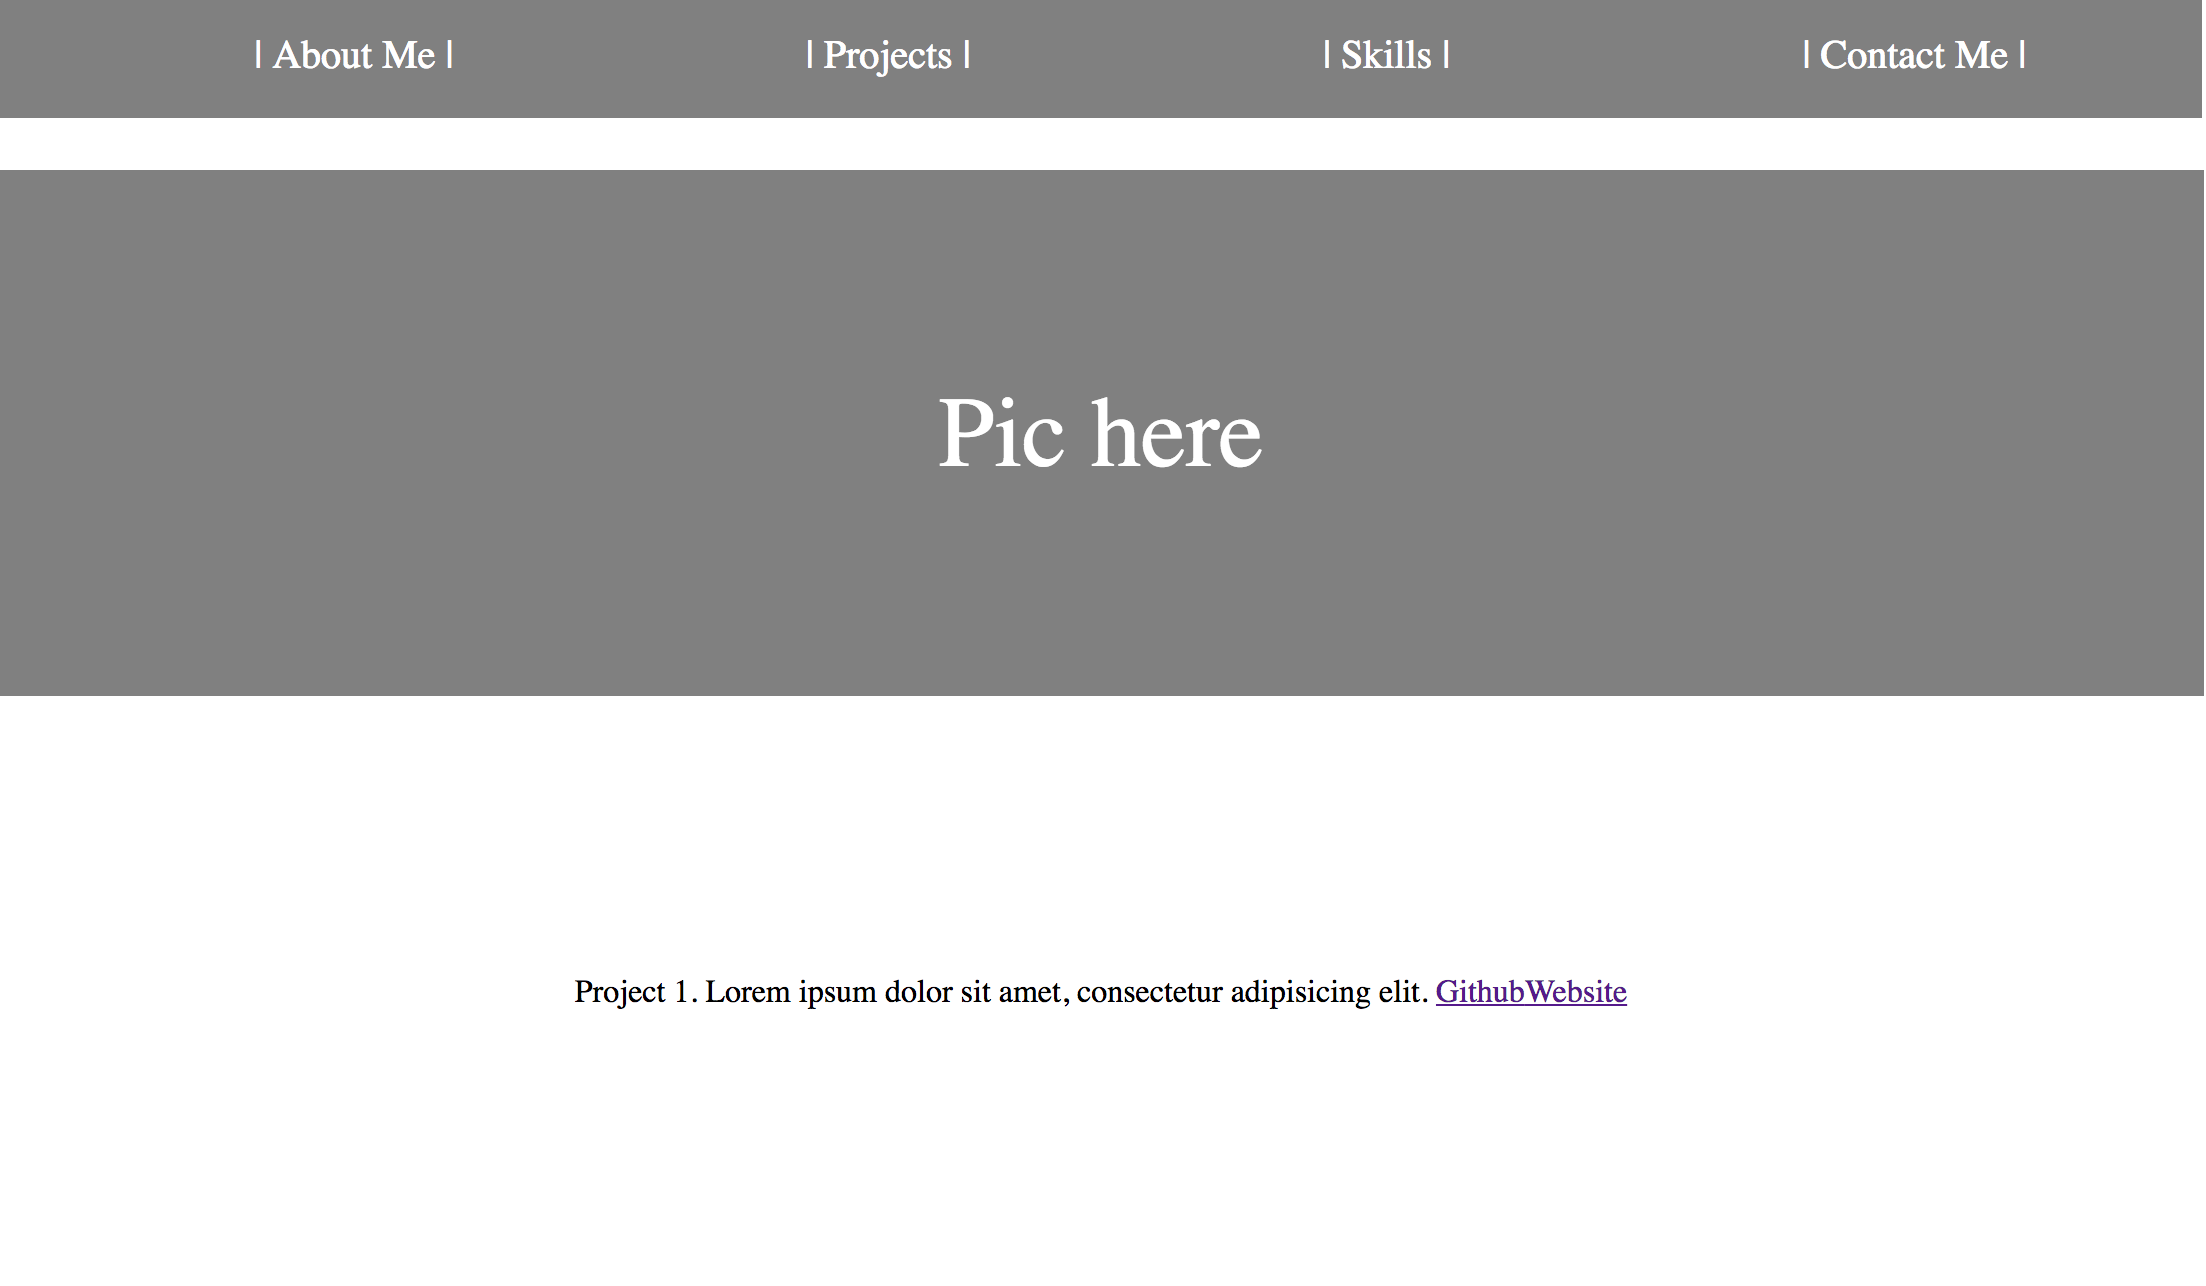 | About Me | | Projects | | Skills | | Contact Me |
Pic here
Project 1. Lorem ipsum dolor sit amet, consectetur adipisicing elit. GithubWebsite